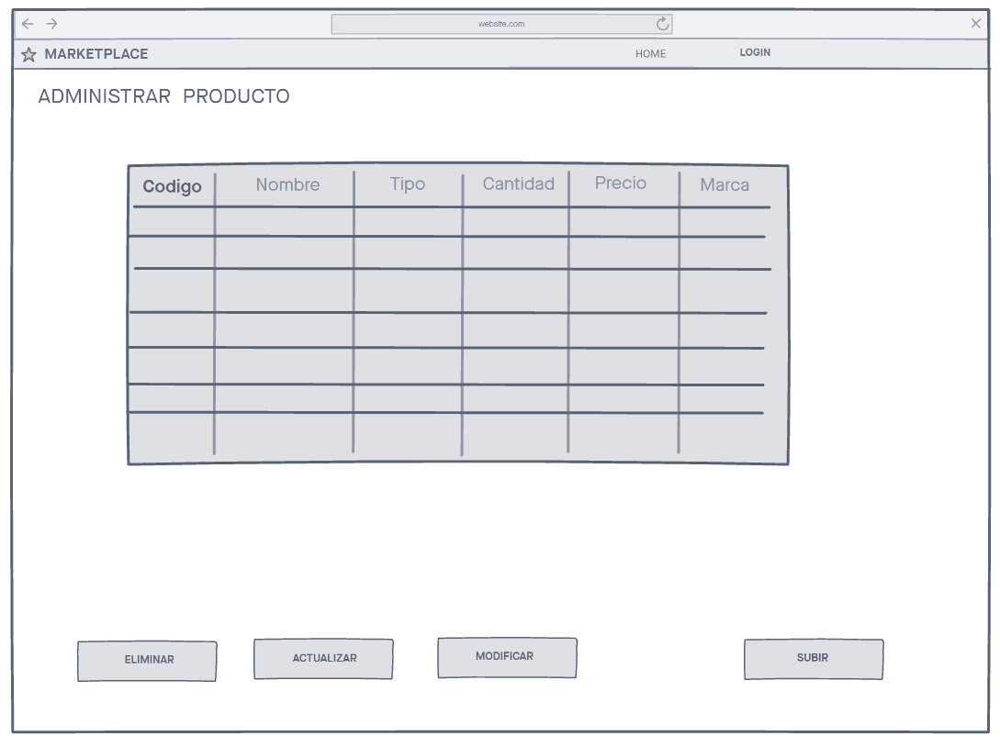 website.com
MARKETPLACE HOME LOGIN
ADMINISTRAR PRODUCTO
Codigo Nombre Tipo Cantidad Precio Marca
ELIMINAR ACTUALIZAR MODIFICAR SUBIR